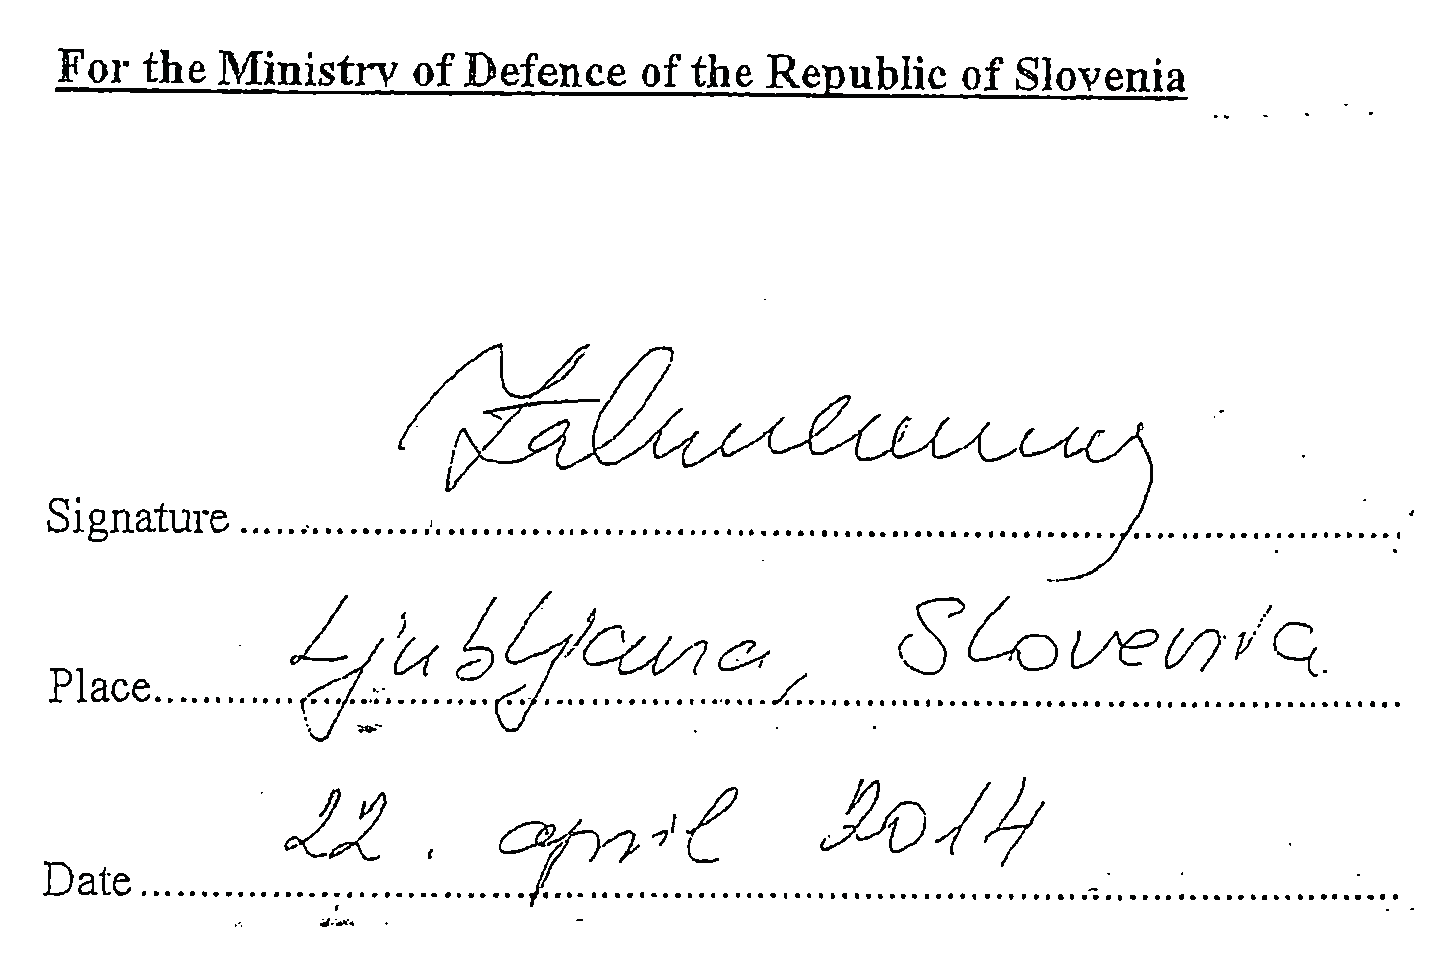 For the Ministry of Defence of the Republic of Slovenia
Signature
Place Ljubljana, Slovenia
Date 22. april 2014